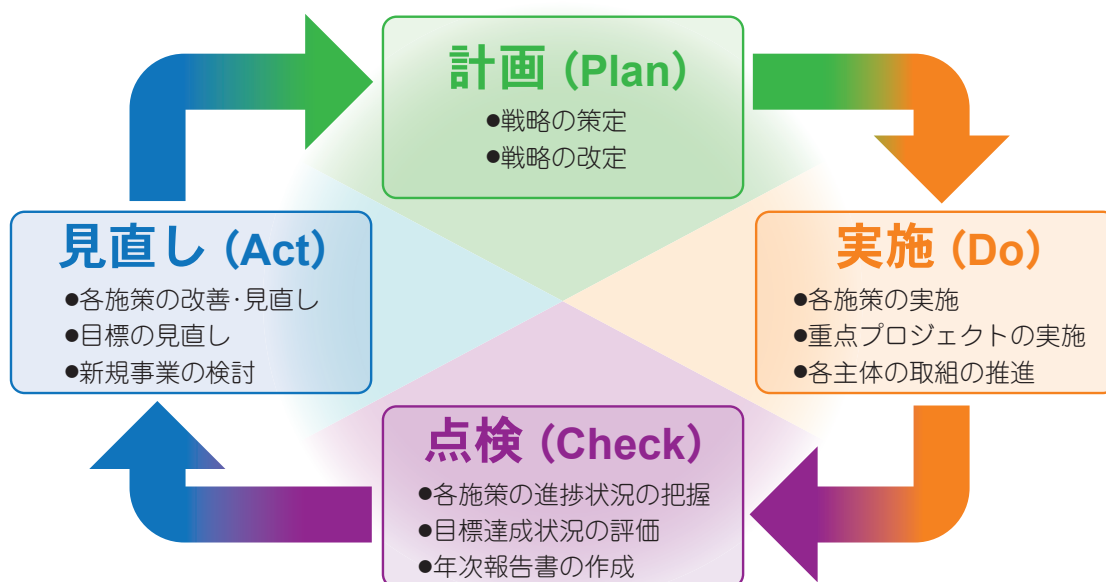 計画 (Plan)
●戦略の策定
●戦略の改定
実施 (Do)
●各施策の実施
●重点プロジェクトの実施
●各主体の取組の推進
点検 (Check)
●各施策の進捗状況の把握
●目標達成状況の評価
●年次報告書の作成
見直し (Act)
●各施策の改善･見直し
●目標の見直し
●新規事業の検討